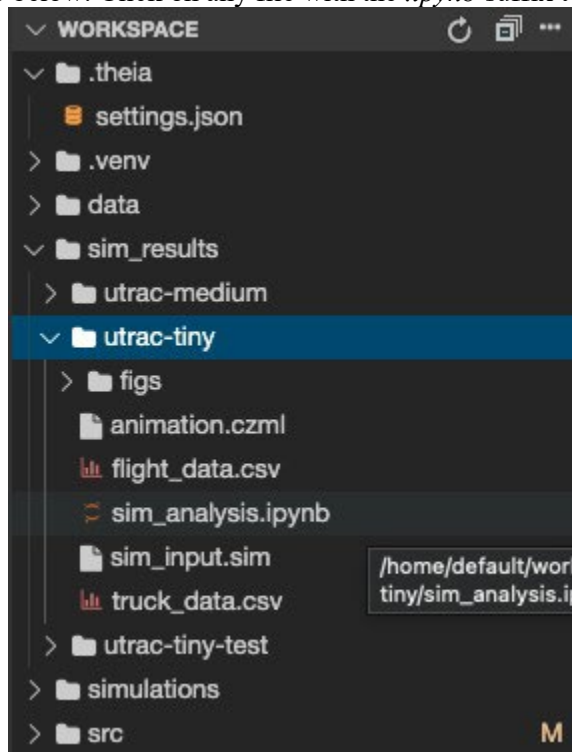 WORKSPACE
.theia
settings.json
.venv
data
sim_results
utrac-medium
utrac-tiny
figs
animation.czml
flight_data.csv
sim_analysis.ipynb
sim_input.sim
/home/default/wor
truck_data.csv
tiny/sim_analysis.i
utrac-tiny-test
simulations
src M